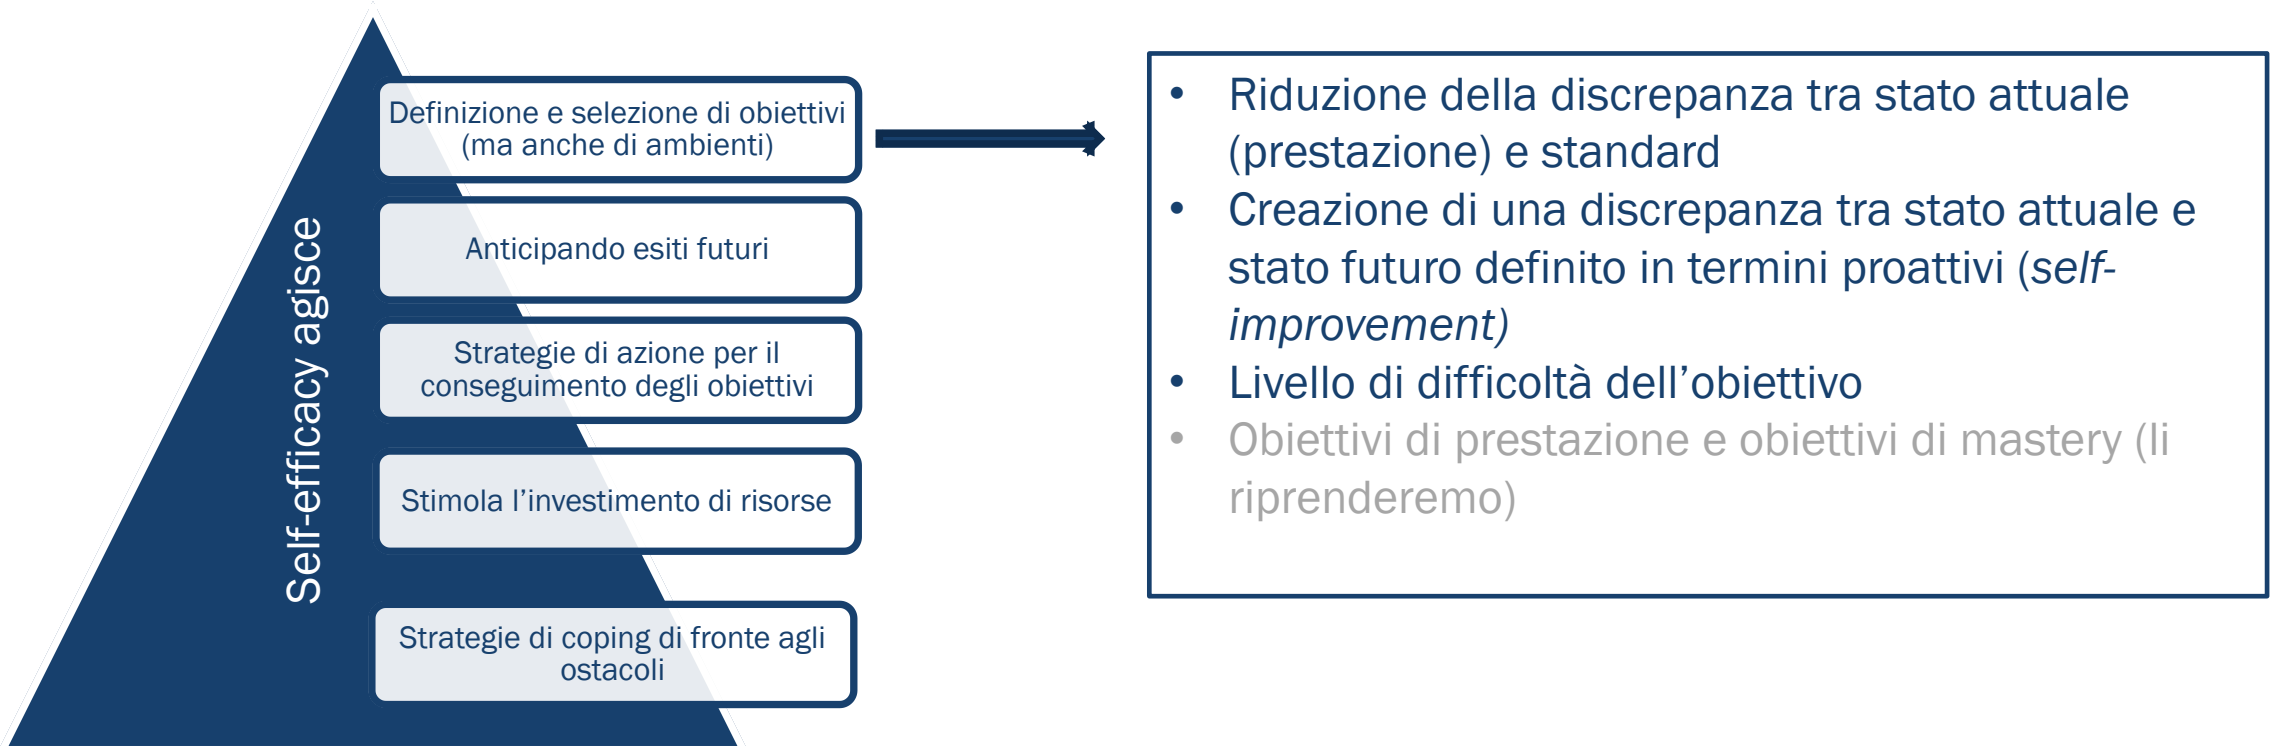 Self-efficacy agisce
Definizione e selezione di obiettivi
(ma anche di ambienti)
Anticipando esiti futuri
Strategie di azione per il
conseguimento degli obiettivi
Stimola l’investimento di risorse
Strategie di coping di fronte agli
ostacoli
• Riduzione della discrepanza tra stato attuale
(prestazione) e standard
• Creazione di una discrepanza tra stato attuale e
stato futuro definito in termini proattivi (self-
improvement)
• Livello di difficoltà dell’obiettivo
• Obiettivi di prestazione e obiettivi di mastery (li
riprenderemo)